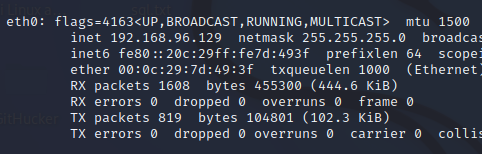 eth0: flags=4163<UP,BROADCAST,RUNNING,MULTICAST>  mtu 1500
inet 192.168.96.129  netmask 255.255.255.0  broadcas
inet6 fe80::20c:29ff:fe7d:493f  prefixlen 64  scopei
ether 00:0c:29:7d:49:3f  txqueuelen 1000  (Ethernet)
RX packets 1608  bytes 455300 (444.6 KiB)
RX errors 0  dropped 0  overruns 0  frame 0
TX packets 819  bytes 104801 (102.3 KiB)
TX errors 0  dropped 0 overruns 0  carrier 0  collis